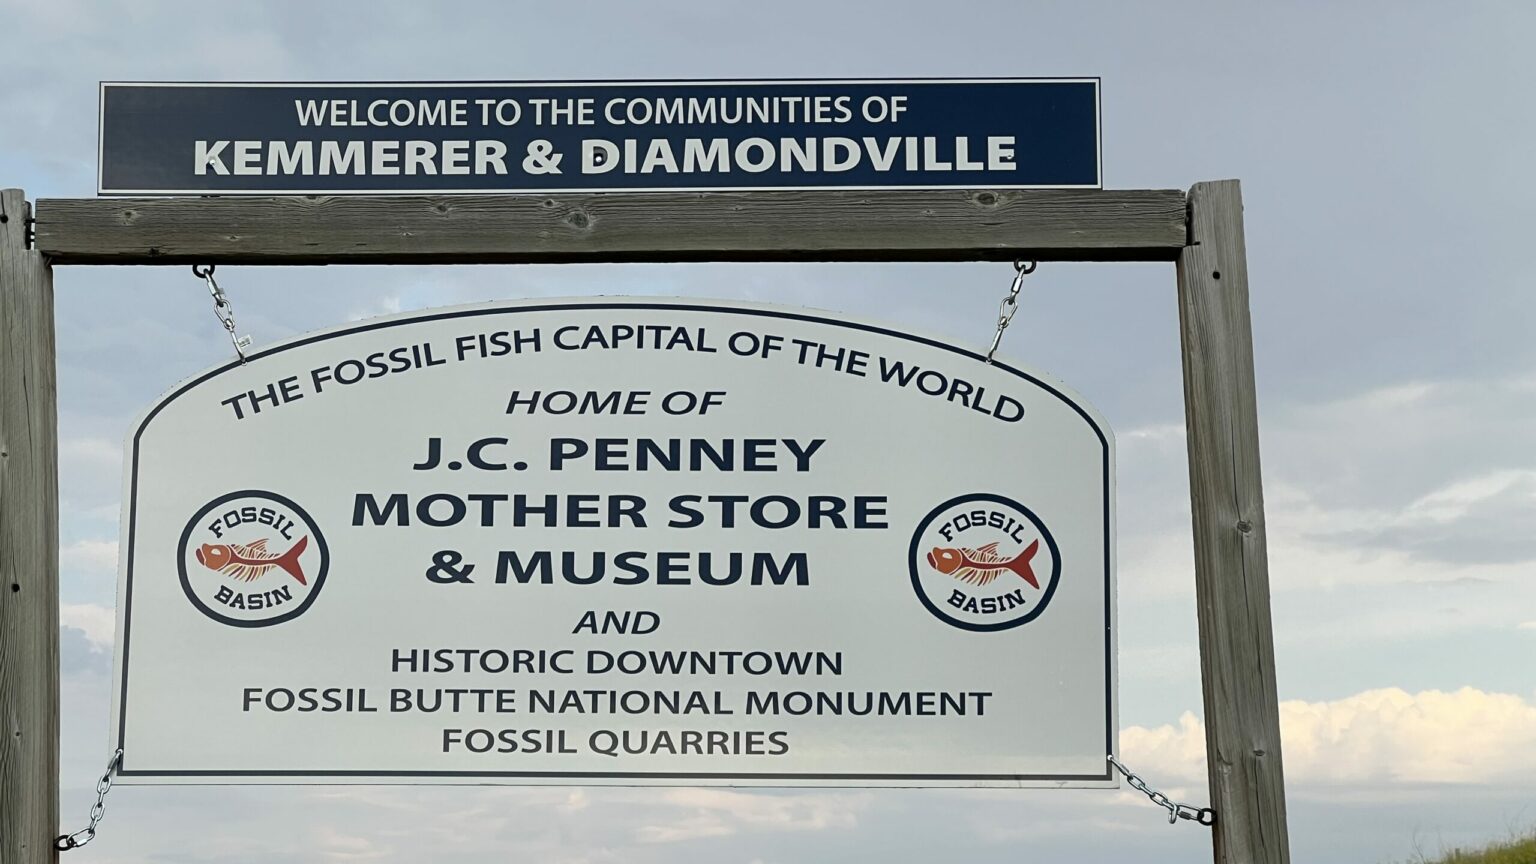 WELCOME TO THE COMMUNITIES OF
KEMMERER & DIAMONDVILLE
THE FOSSIL FISH CAPITAL OF THE WORLD
HOME OF
J.C. PENNEY
MOTHER STORE
& MUSEUM
AND
HISTORIC DOWNTOWN
FOSSIL BUTTE NATIONAL MONUMENT
FOSSIL QUARRIES
FOSSIL
BASIN
FOSSIL
BASIN